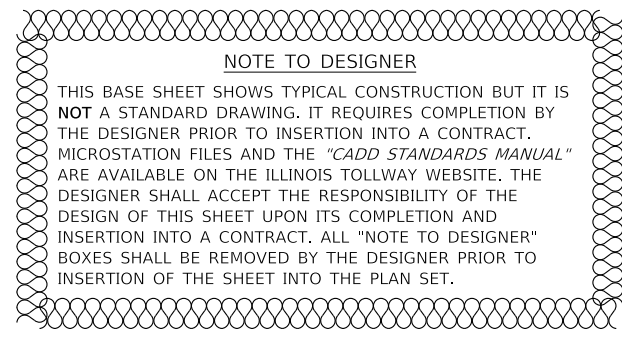 NOTE TO DESIGNER
THIS BASE SHEET SHOWS TYPICAL CONSTRUCTION BUT IT IS
NOT A STANDARD DRAWING. IT REQUIRES COMPLETION BY
THE DESIGNER PRIOR TO INSERTION INTO A CONTRACT.
MICROSTATION FILES AND THE "CADD STANDARDS MANUAL"
ARE AVAILABLE ON THE ILLINOIS TOLLWAY WEBSITE. THE
DESIGNER SHALL ACCEPT THE RESPONSIBILITY OF THE
DESIGN OF THIS SHEET UPON ITS COMPLETION AND
INSERTION INTO A CONTRACT. ALL "NOTE TO DESIGNER"
BOXES SHALL BE REMOVED BY THE DESIGNER PRIOR TO
INSERTION OF THE SHEET INTO THE PLAN SET.